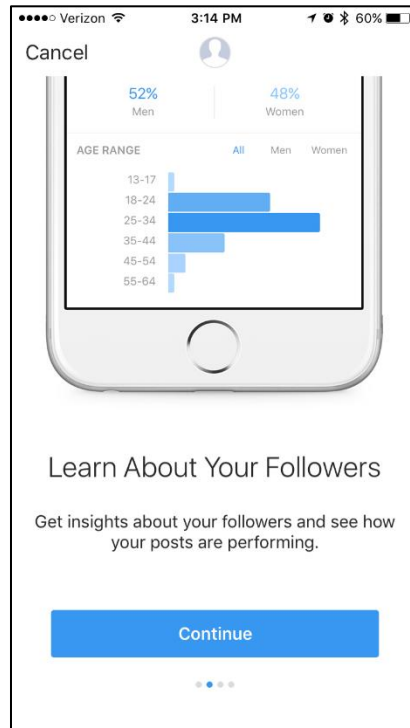 Verizon 3:14 PM 60%
Cancel
52% 48%
Men Women
AGE RANGE All Men Women
13-17
18-24
25-34
35-44
45-54
55-64
Learn About Your Followers
Get insights about your followers and see how
your posts are performing.
Continue